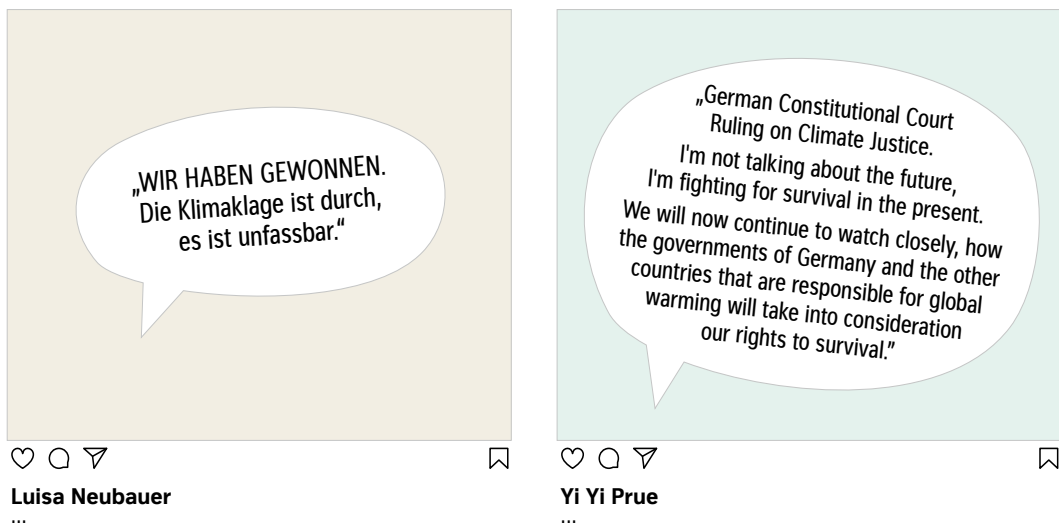 „WIR HABEN GEWONNEN.
Die Klimaklage ist durch,
es ist unfassbar.“
Luisa Neubauer
...
„German Constitutional Court
Ruling on Climate Justice.
I'm not talking about the future,
I'm fighting for survival in the present.
We will now continue to watch closely, how
the governments of Germany and the other
countries that are responsible for global
warming will take into consideration
our rights to survival.”
Yi Yi Prue
...